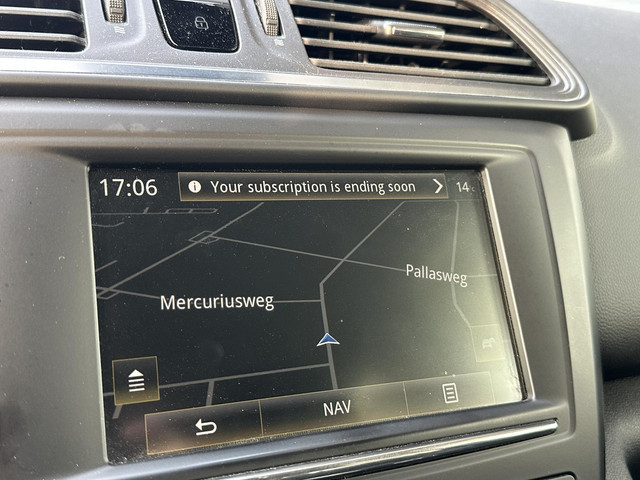 17:06
Your subscription is ending soon
14
Pallasweg
Mercuriusweg
NAV